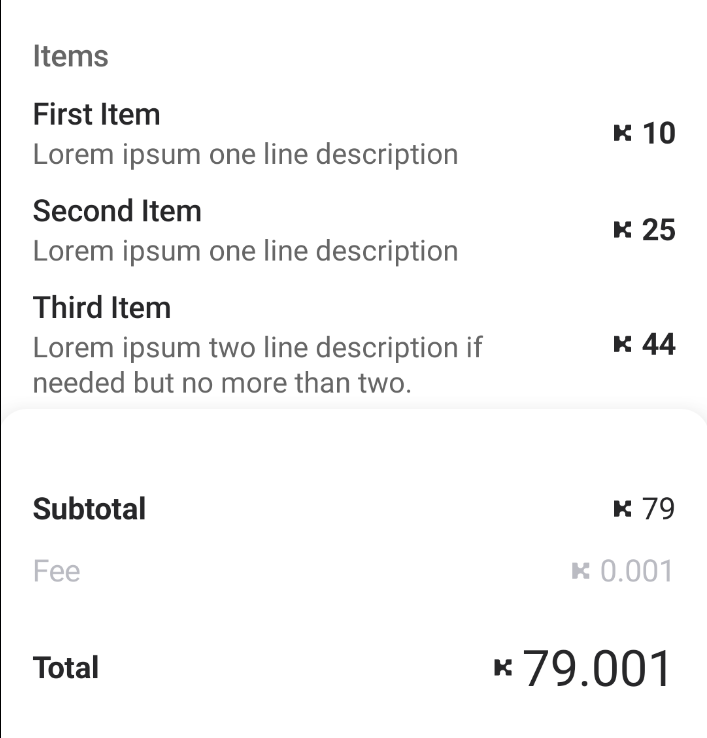 Items
First Item
Lorem ipsum one line description
10
Second Item
Lorem ipsum one line description
25
Third Item
Lorem ipsum two line description if
needed but no more than two.
44
Subtotal
79
Fee
0.001
Total
79.001